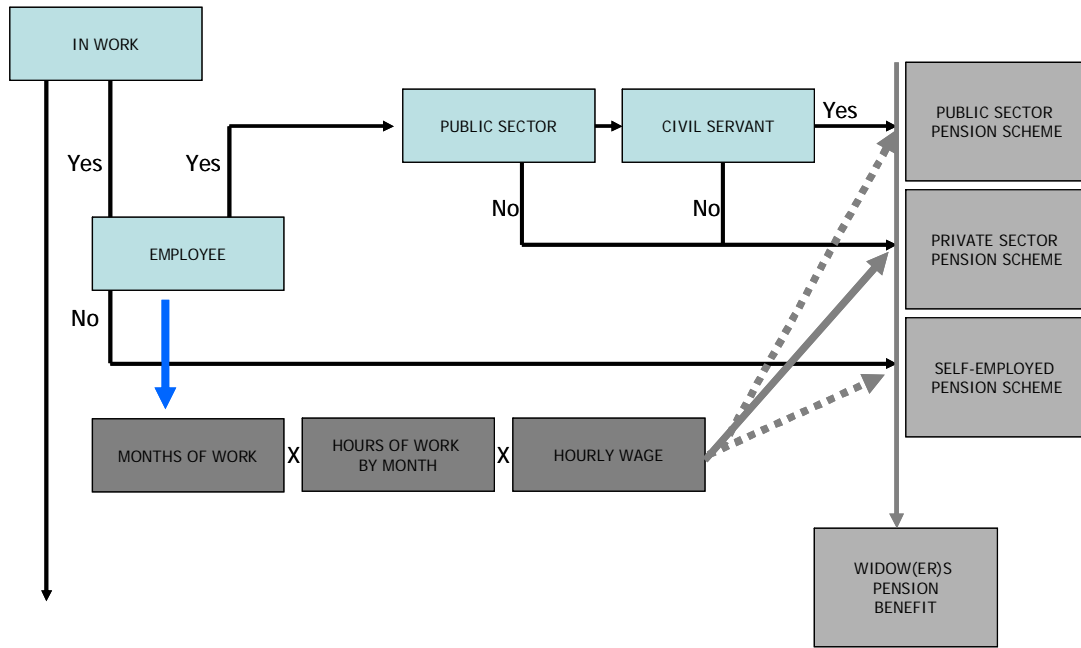 IN WORK
PUBLIC SECTOR
CIVIL SERVANT
Yes
PUBLIC SECTOR
PENSION SCHEME
Yes
Yes
No
No
EMPLOYEE
PRIVATE SECTOR
PENSION SCHEME
No
SELF-EMPLOYED
PENSION SCHEME
MONTHS OF WORK
X
HOURS OF WORK
BY MONTH
X
HOURLY WAGE
WIDOW(ER)S
PENSION
BENEFIT